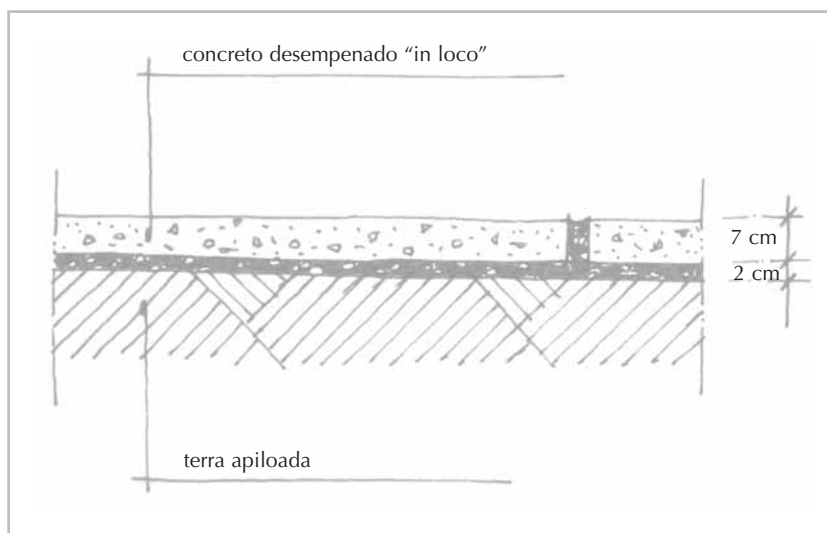 concreto desempenado “in loco”
7 cm
2 cm
terra apiloada